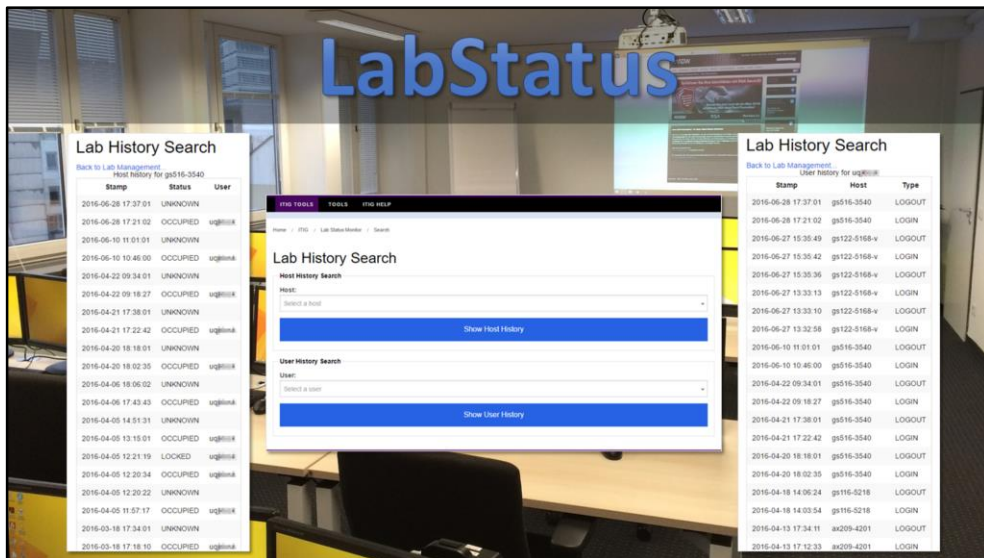 LabStatus
Lab History Search
Back to Lab Management
Host history for gs516-3540
Stamp Status User
2016-06-28 17:37:01 UNKNOWN
2016-06-28 17:21:02 OCCUPIED
2016-06-10 11:01:01 UNKNOWN
2016-06-10 10:46:00 OCCUPIED
2016-04-22 09:34:01 UNKNOWN
2016-04-22 09:18:27 OCCUPIED
2016-04-21 17:38:01 UNKNOWN
2016-04-21 17:22:42 OCCUPIED
2016-04-20 18:18:01 UNKNOWN
2016-04-20 18:02:35 OCCUPIED
2016-04-06 18:06:02 UNKNOWN
2016-04-06 17:43:43 OCCUPIED
2016-04-05 14:51:31 UNKNOWN
2016-04-05 13:15:01 OCCUPIED
2016-04-05 12:21:19 LOCKED
2016-04-05 12:20:34 OCCUPIED
2016-04-05 12:20:22 UNKNOWN
2016-04-05 11:57:17 OCCUPIED
2016-03-18 17:34:01 UNKNOWN
2016-03-18 17:18:10 OCCUPIED
ITIG TOOLS TOOLS ITIG HELP
Home / ITIG / Lab Status Monitor / Search
Lab History Search
Host History Search
Host:
Select a host
Show Host History
User History Search
User:
Select a user
Show User History
Lab History Search
Back to Lab Management
User history for
Stamp Host Type
2016-06-28 17:37:01 gs516-3540 LOGOUT
2016-06-28 17:21:02 gs516-3540 LOGIN
2016-06-27 15:35:49 gs122-5168-v LOGOUT
2016-06-27 15:35:42 gs122-5168-v LOGIN
2016-06-27 15:35:36 gs122-5168-v LOGOUT
2016-06-27 13:33:13 gs122-5168-v LOGIN
2016-06-27 13:33:10 gs122-5168-v LOGOUT
2016-06-27 13:32:58 gs122-5168-v LOGIN
2016-06-10 11:01:01 gs516-3540 LOGOUT
2016-06-10 10:46:00 gs516-3540 LOGIN
2016-04-22 09:34:01 gs516-3540 LOGOUT
2016-04-22 09:18:27 gs516-3540 LOGIN
2016-04-21 17:38:01 gs516-3540 LOGOUT
2016-04-21 17:22:42 gs516-3540 LOGIN
2016-04-20 18:18:01 gs516-3540 LOGOUT
2016-04-20 18:02:35 gs516-3540 LOGIN
2016-04-18 14:06:24 gs116-5218 LOGOUT
2016-04-18 14:03:54 gs116-5218 LOGIN
2016-04-13 17:34:11 ax209-4201 LOGOUT
2016-04-13 17:12:33 ax209-4201 LOGIN